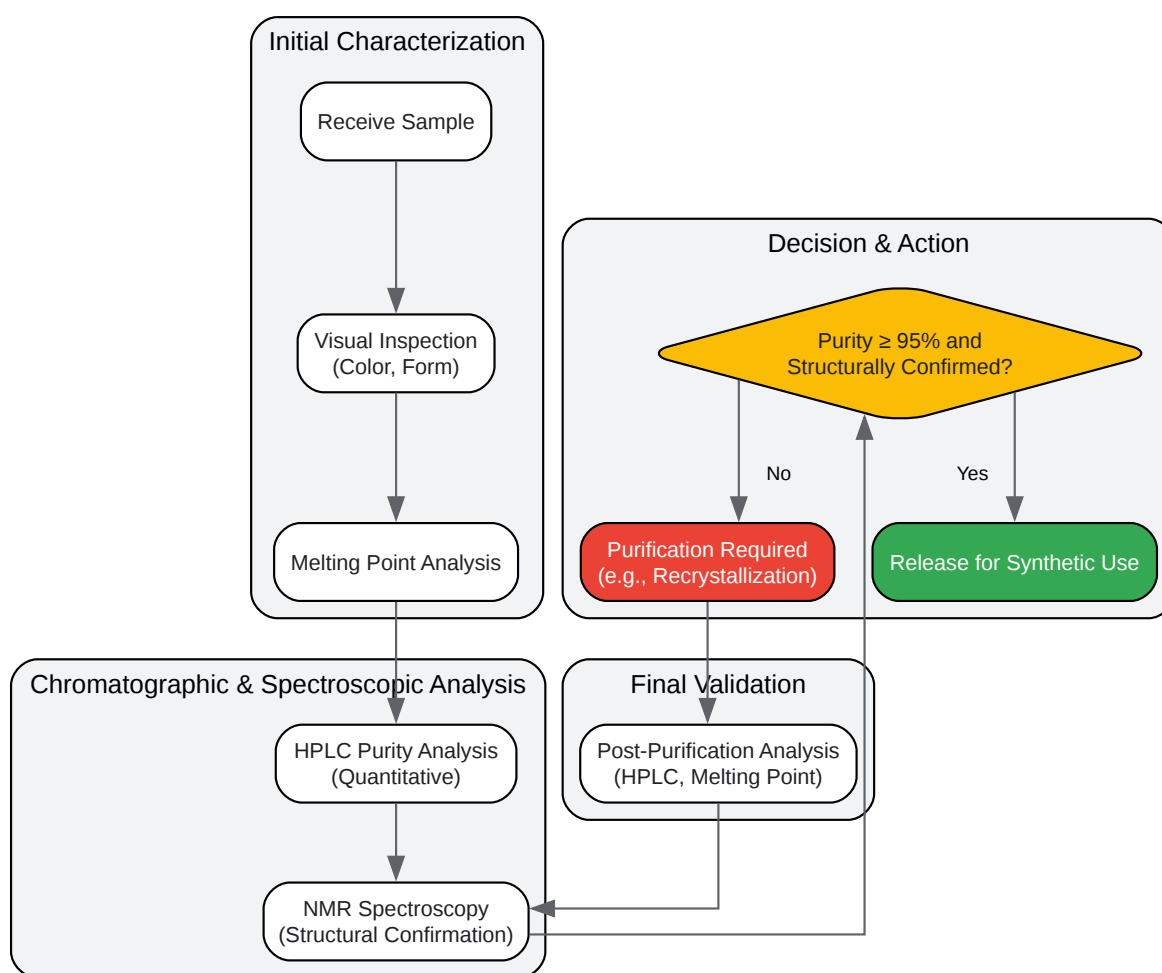 Initial Characterization
Receive Sample
Visual Inspection
(Color, Form)
Melting Point Analysis
Decision & Action
Purity ≥ 95% and
Structurally Confirmed?
No
Yes
Purification Required
(e.g., Recrystallization)
Release for Synthetic Use
Chromatographic & Spectroscopic Analysis
HPLC Purity Analysis
(Quantitative)
NMR Spectroscopy
(Structural Confirmation)
Final Validation
Post-Purification Analysis
(HPLC, Melting Point)